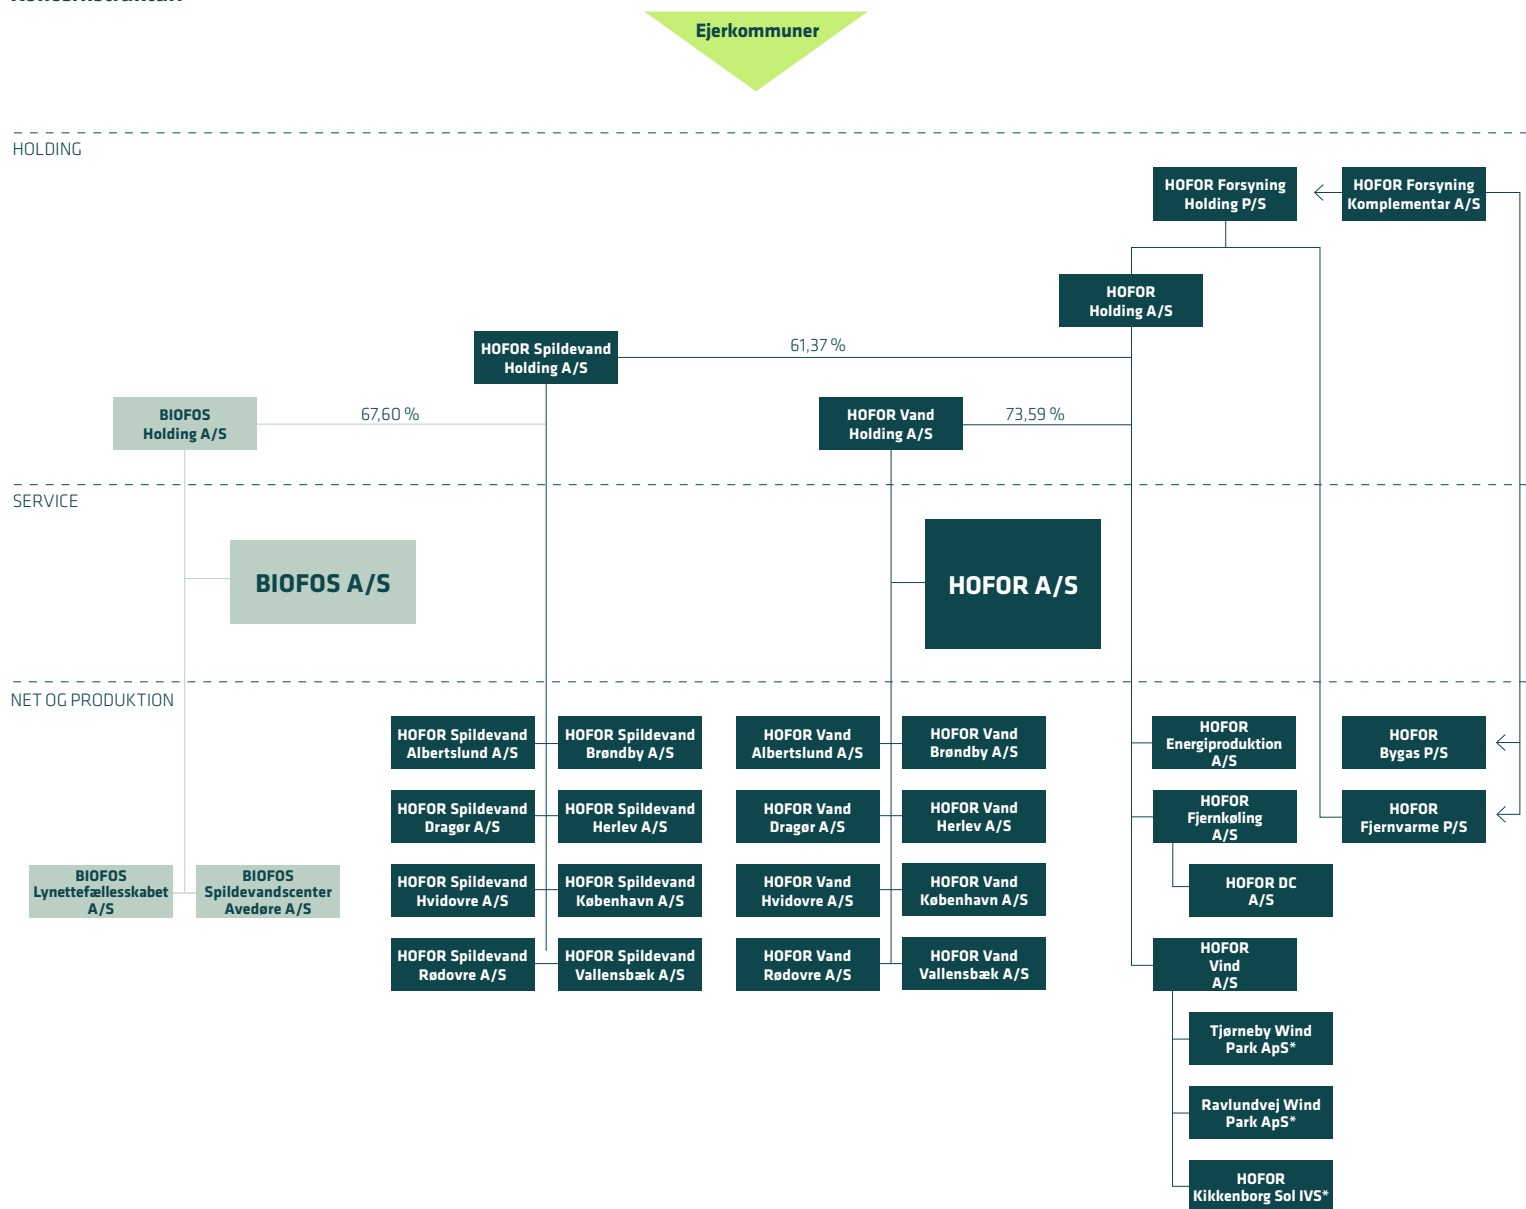 Ejerkommuner
HOLDING
HOFOR Forsyning
Holding P/S
HOFOR Forsyning
Komplementar A/S
HOFOR
Holding A/S
HOFOR Spildevand
Holding A/S
61,37 %
BIOFOS
Holding A/S
67,60 %
HOFOR Vand
Holding A/S
73,59 %
SERVICE
BIOFOS A/S
HOFOR A/S
NET OG PRODUKTION
HOFOR Spildevand
Albertslund A/S
HOFOR Spildevand
Brøndby A/S
HOFOR Vand
Albertslund A/S
HOFOR Vand
Brøndby A/S
HOFOR
Energiproduktion
A/S
HOFOR
Bygas P/S
HOFOR Spildevand
Dragør A/S
HOFOR Spildevand
Herlev A/S
HOFOR Vand
Dragør A/S
HOFOR Vand
Herlev A/S
HOFOR
Fjernkøling
A/S
HOFOR
Fjernvarme P/S
BIOFOS
Lynettefællesskabet
A/S
BIOFOS
Spildevandscenter
Avedøre A/S
HOFOR Spildevand
Hvidovre A/S
HOFOR Spildevand
København A/S
HOFOR Vand
Hvidovre A/S
HOFOR Vand
København A/S
HOFOR DC
A/S
HOFOR Spildevand
Rødovre A/S
HOFOR Spildevand
Vallensbæk A/S
HOFOR Vand
Rødovre A/S
HOFOR Vand
Vallensbæk A/S
HOFOR
Vind
A/S
Tjørneby Wind
Park ApS*
Ravlundvej Wind
Park ApS*
HOFOR
Kikkenborg Sol IVS*